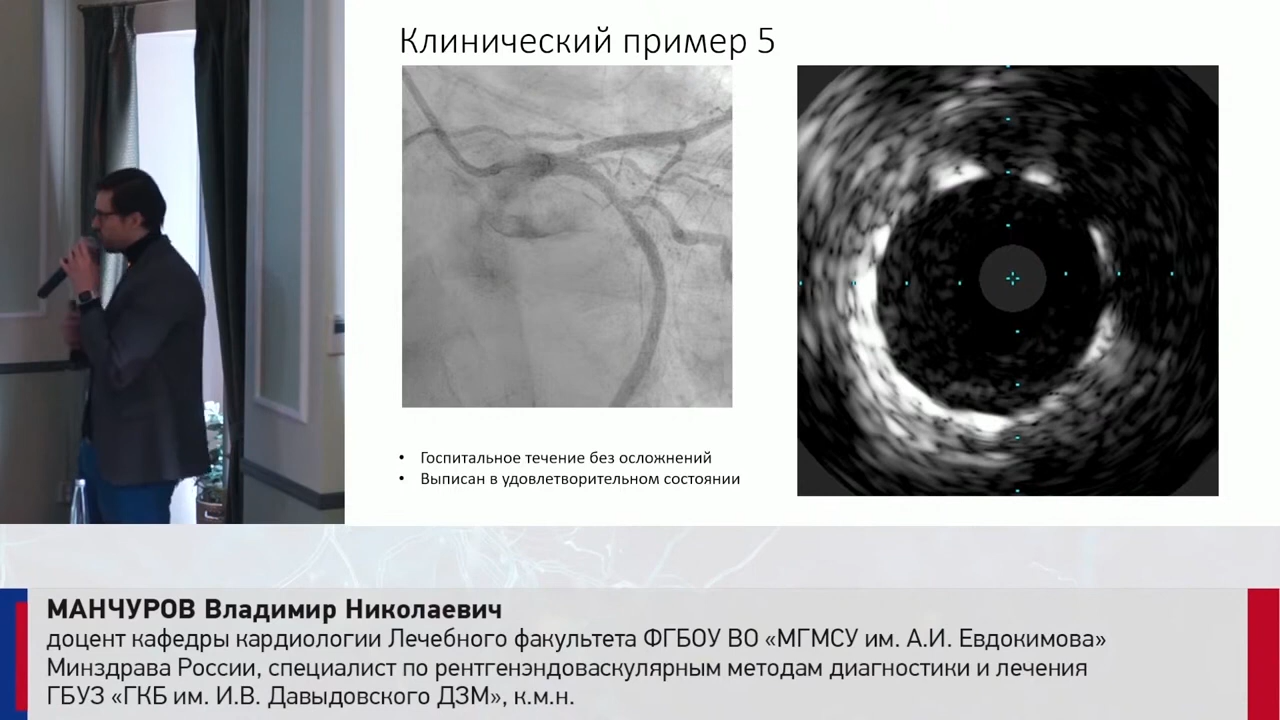 Клинический пример 5
• Госпитальное течение без осложнений
• Выписан в удовлетворительном состоянии
МАНЧУРОВ Владимир Николаевич
доцент кафедры кардиологии Лечебного факультета ФГБОУ ВО «МГМСУ им. А.И. Евдокимова»
Минздрава России, специалист по рентгенэндоваскулярным методам диагностики и лечения
ГБУЗ «ГКБ им. И.В. Давыдовского ДЗМ», к.м.н.